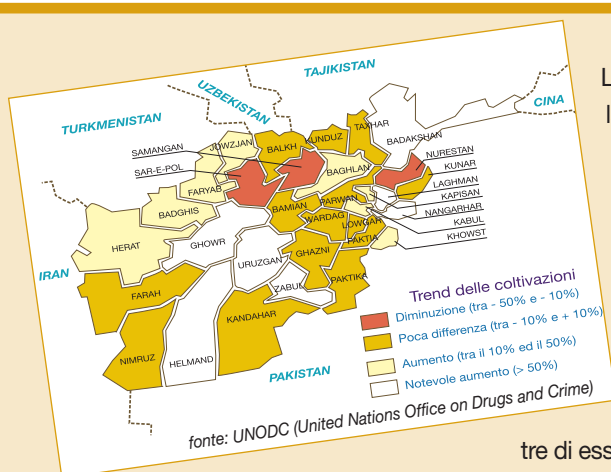 TAJIKISTAN
UZBEKISTAN
TURKMENISTAN
CINA
L
l
TAKHAR
BADAKSHAN
KUNDUZ
BALKH
JOWZJAN
SAMANGAN
SAR-E-POL
BAGHLAN
NURESTAN
KUNAR
LAGHMAN
KAPISAN
NANGARHAR
KABUL
KHOWST
FARYAB
BADGHIS
BAMIAN
PARWAN
WARDAG
LOWGAR
PAKTIA
HERAT
GHOWR
GHAZNI
URUZGAN
IRAN
PAKTIKA
ZABUL
FARAH
KANDAHAR
NIMRUZ
HELMAND
PAKISTAN
Trend delle coltivazioni
Diminuzione (tra - 50% e - 10%)
Poca differenza (tra - 10% e + 10%)
Aumento (tra il 10% ed il 50%)
Notevole aumento (> 50%)
fonte: UNODC (United Nations Office on Drugs and Crime)
tre di ess